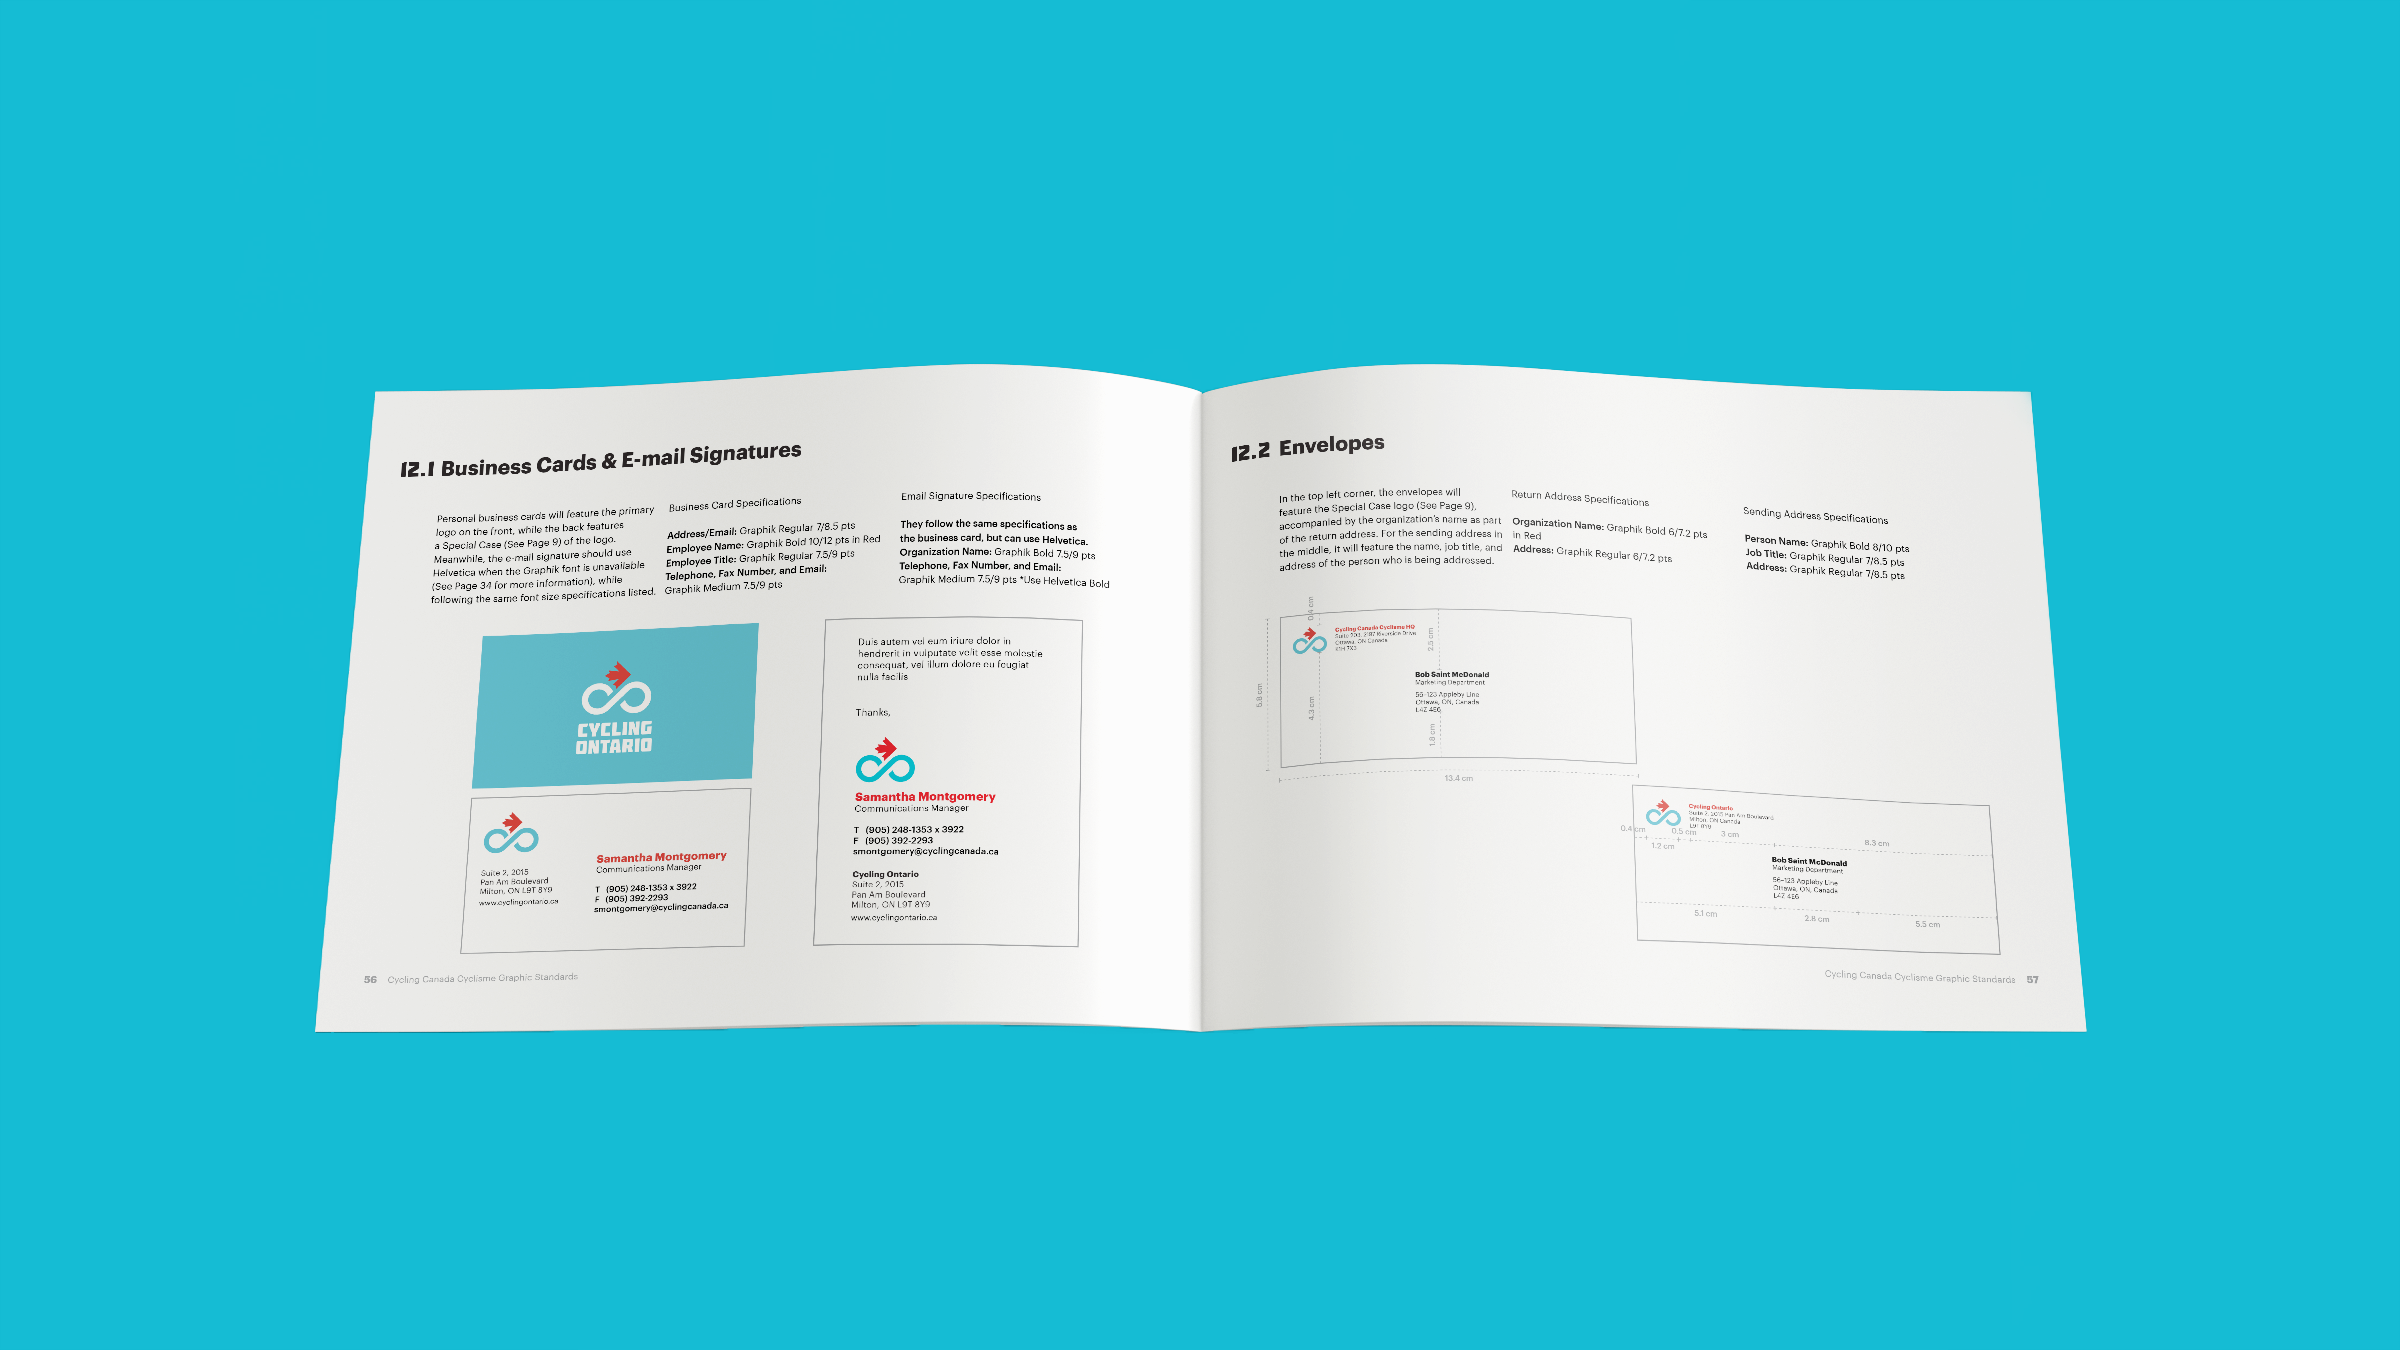 12.1 Business Cards & E-mail Signatures
Personal business cards will feature the primary
logo on the front, while the back features
a Special Case (See Page 9) of the logo.
Meanwhile, the e-mail signature should use
Helvetica when the Graphik font is unavailable
(See Page 34 for more information), while
following the same font size specifications listed.
Business Card Specifications
Address/Email: Graphik Regular 7/8.5 pts
Employee Name: Graphik Bold 10/12 pts in Red
Employee Title: Graphik Regular 7.5/9 pts
Telephone, Fax Number, and Email:
Graphik Medium 7.5/9 pts
Email Signature Specifications
They follow the same specifications as
the business card, but can use Helvetica.
Organization Name: Graphik Bold 7.5/9 pts
Telephone, Fax Number, and Email:
Graphik Medium 7.5/9 pts *Use Helvetica Bold
CYCLING
ONTARIO
Suite 2, 2015
Pan Am Boulevard
Milton, ON L9T 8Y9
www.cyclingontario.ca
Samantha Montgomery
Communications Manager
T (905) 248-1353 x 3922
F (905) 392-2293
smontgomery@cyclingcanada.ca
Duis autem vel eum iriure dolor in
hendrerit in vulputate velit esse molestie
consequat, vel illum dolore eu feugiat
nulla facilis
Thanks,
Samantha Montgomery
Communications Manager
T (905) 248-1353 x 3922
F (905) 392-2293
smontgomery@cyclingcanada.ca
Cycling Ontario
Suite 2, 2015
Pan Am Boulevard
Milton, ON L9T 8Y9
www.cyclingontario.ca
56 Cycling Canada Cyclisme Graphic Standards
12.2 Envelopes
In the top left corner, the envelopes will
feature the Special Case logo (See Page 9),
accompanied by the organization's name as part
of the return address. For the sending address in
the middle, it will feature the name, job title, and
address of the person who is being addressed.
Return Address Specifications
Organization Name: Graphik Bold 6/7.2 pts
in Red
Address: Graphik Regular 6/7.2 pts
Sending Address Specifications
Person Name: Graphik Bold 8/10 pts
Job Title: Graphik Regular 7/8.5 pts
Address: Graphik Regular 7/8.5 pts
0.4 cm
Cycling Canada Cyclisme HQ
Suite 203, 2197 Riverside Drive
Ottawa, ON Canada
K1H 7X3
2.5 cm
5.9 cm
4.3 cm
Bob Saint McDonald
Marketing Department
56-123 Appleby Line
Ottawa, ON, Canada
L4Z 4E6
1.8 cm
13.4 cm
Cycling Ontario
Suite 2, 2015 Pan Am Boulevard
Milton, ON Canada
L9T 8Y9
0.4 cm
0.5 cm
3 cm
8.3 cm
1.2 cm
Bob Saint McDonald
Marketing Department
56-123 Appleby Line
Ottawa, ON, Canada
L4Z 4E6
5.1 cm
2.8 cm
5.5 cm
Cycling Canada Cyclisme Graphic Standards 57